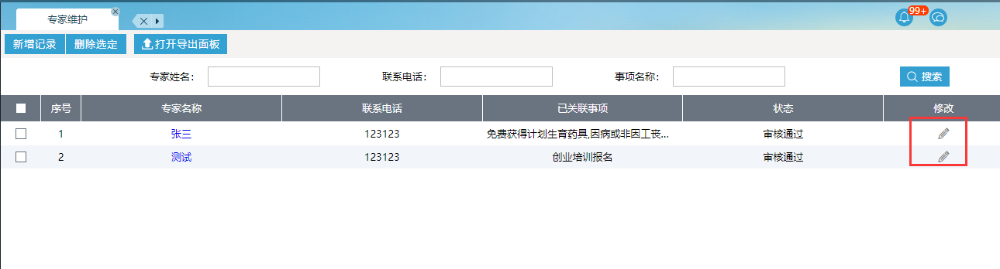 专家维护
99+
新增记录 删除选定 打开导出面板
专家姓名： 联系电话： 事项名称： 搜索
序号 专家名称 联系电话 已关联事项 状态 修改
1 张三 123123 免费获得计划生育药具,因病或非因工丧... 审核通过
2 测试 123123 创业培训报名 审核通过